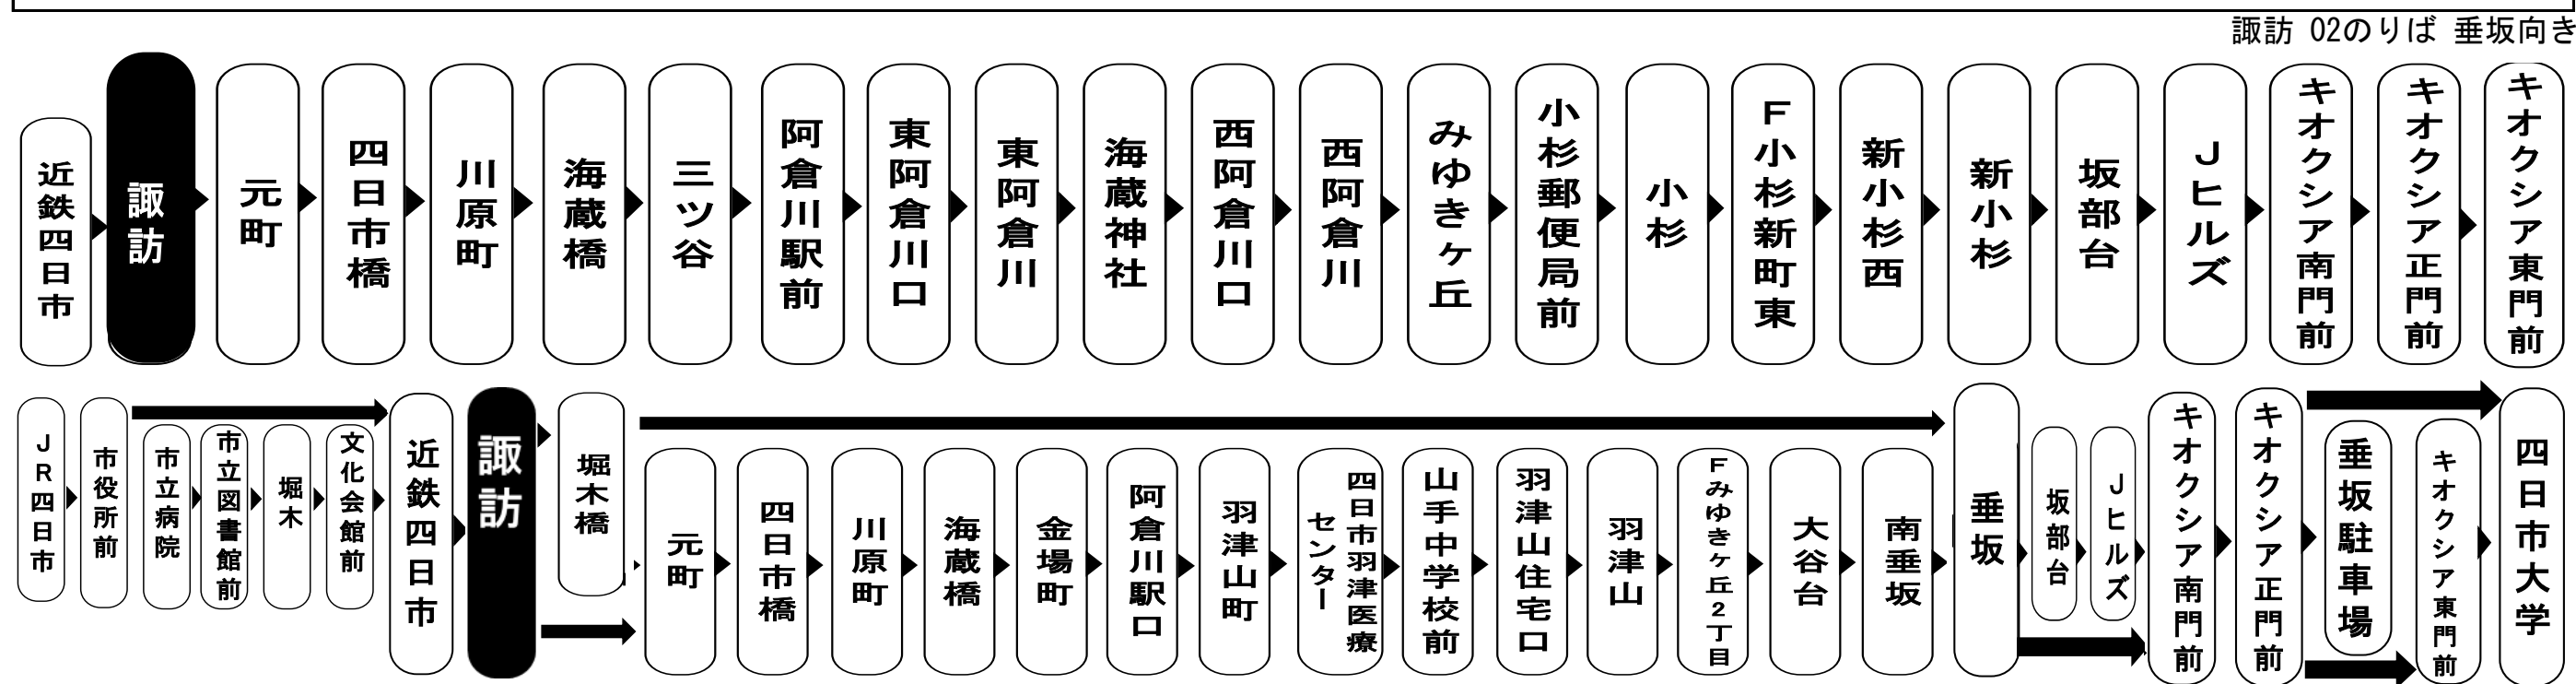 諏訪 02のりば 垂坂向き
近鉄四日市
諏訪
元町
四日市橋
川原町
海蔵橋
三ツ谷
阿倉川駅前
東阿倉川口
東阿倉川
海蔵神社
西阿倉川口
西阿倉川
みゆきヶ丘
小杉郵便局前
小杉
F小杉新町東
新小杉西
新小杉
坂部台
Jヒルズ
キオクシア南門前
キオクシア正門前
キオクシア東門前
JR四日市
市役所前
市立病院
市立図書館前
堀木
文化会館前
近鉄四日市
諏訪
堀木橋
元町
四日市橋
川原町
海蔵橋
金場町
阿倉川駅口
羽津山町
四日市羽津医療
センター
山手中学校前
羽津山住宅口
羽津山
Fみゆきヶ丘2丁目
大谷台
南垂坂
垂坂
坂部台
Jヒルズ
キオクシア南門前
キオクシア正門前
垂坂駐車場
キオクシア東門前
四日市大学